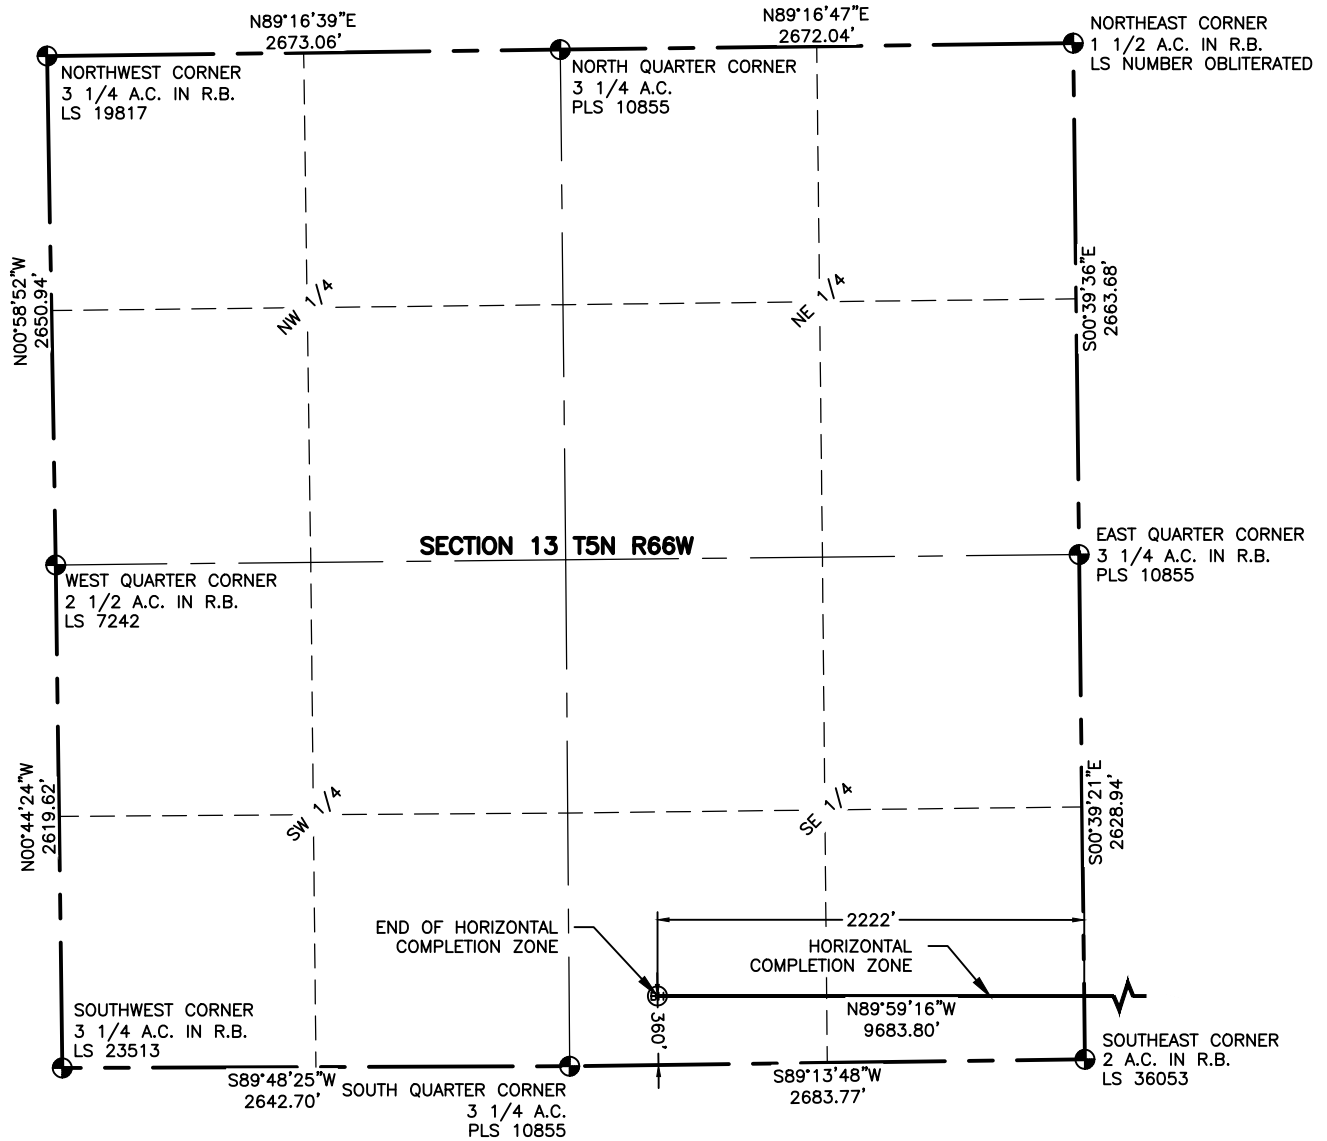 N89°16'39"E
2673.06'
N89°16'47"E
2672.04'
NORTHEAST CORNER
1 1/2 A.C. IN R.B.
LS NUMBER OBLITERATED
NORTHWEST CORNER
3 1/4 A.C. IN R.B.
LS 19817
NORTH QUARTER CORNER
3 1/4 A.C.
PLS 10855
N00°58'52"W
2650.94'
NW 1/4
NE 1/4
S00°39'36"E
2663.68'
SECTION 13 T5N R66W
EAST QUARTER CORNER
3 1/4 A.C. IN R.B.
PLS 10855
WEST QUARTER CORNER
2 1/2 A.C. IN R.B.
LS 7242
N00°44'24"W
2619.62'
SW 1/4
SE 1/4
S00°39'21"E
2628.94'
END OF HORIZONTAL
COMPLETION ZONE
2222'
HORIZONTAL
COMPLETION ZONE
BH
360'
N89°59'16"W
9683.80'
SOUTHWEST CORNER
3 1/4 A.C. IN R.B.
LS 23513
SOUTHEAST CORNER
2 A.C. IN R.B.
LS 36053
S89°48'25"W
2642.70'
SOUTH QUARTER CORNER
3 1/4 A.C.
PLS 10855
S89°13'48"W
2683.77'